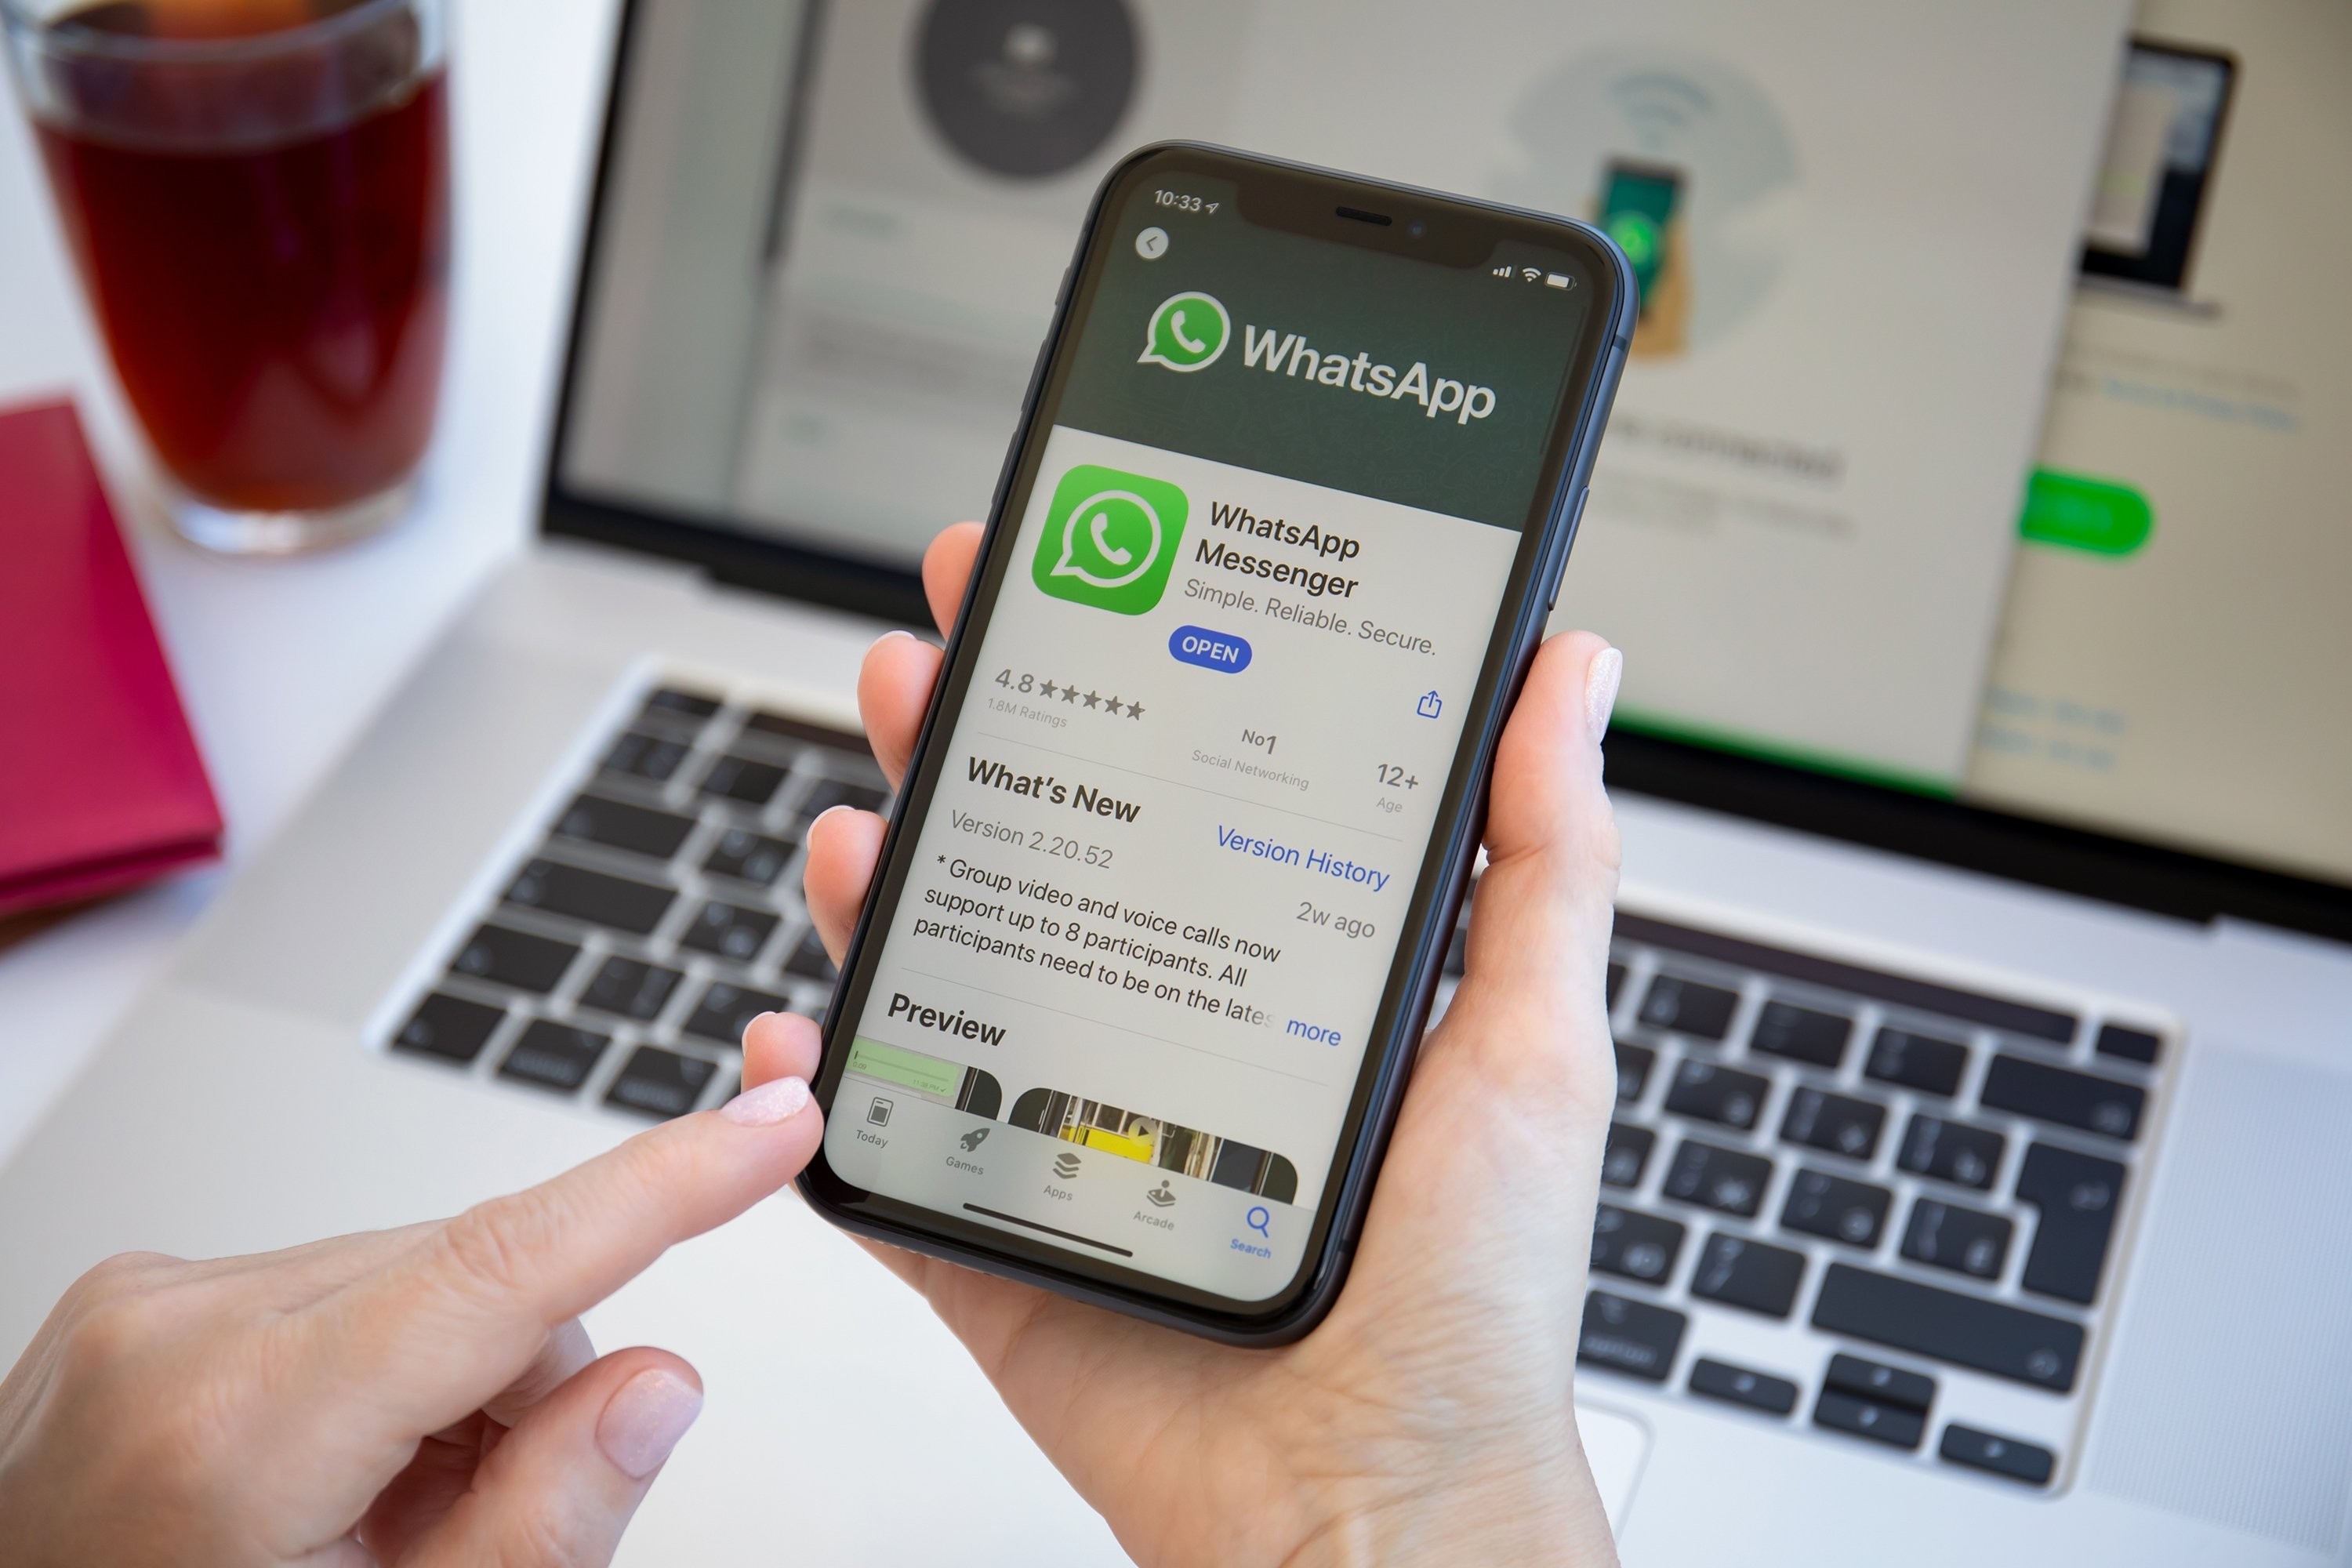 10:33
WhatsApp
WhatsApp
Messenger
Simple. Reliable. Secure.
OPEN
4.8 ★★★★★
1.8M Ratings
No1
Social Networking
12+
Age
What's New
Version History
Version 2.20.52
2w ago
* Group video and voice calls now
support up to 8 participants. All
participants need to be on the lates
more
Preview
Today
Games
Apps
Arcade
Search
connected
option